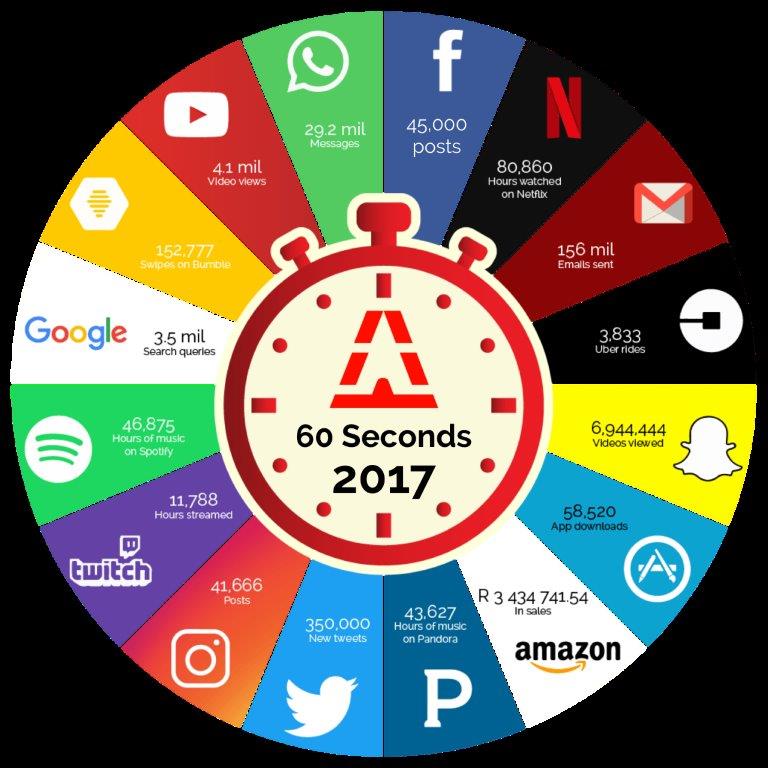 f
45,000
posts
N
80,860
Hours watched
on Netflix
M
156 mil
Emails sent
3,833
Uber rides
6,944,444
Videos viewed
58,520
App downloads
R 3 434 741.54
In sales
amazon
43,627
Hours of music
on Pandora
P
350,000
New tweets
41,666
Posts
11,788
Hours streamed
twitch
46,875
Hours of music
on Spotify
Google
3.5 mil
Search queries
152,777
Swipes on Bumble
4.1 mil
Video views
29.2 mil
Messages
60 Seconds
2017